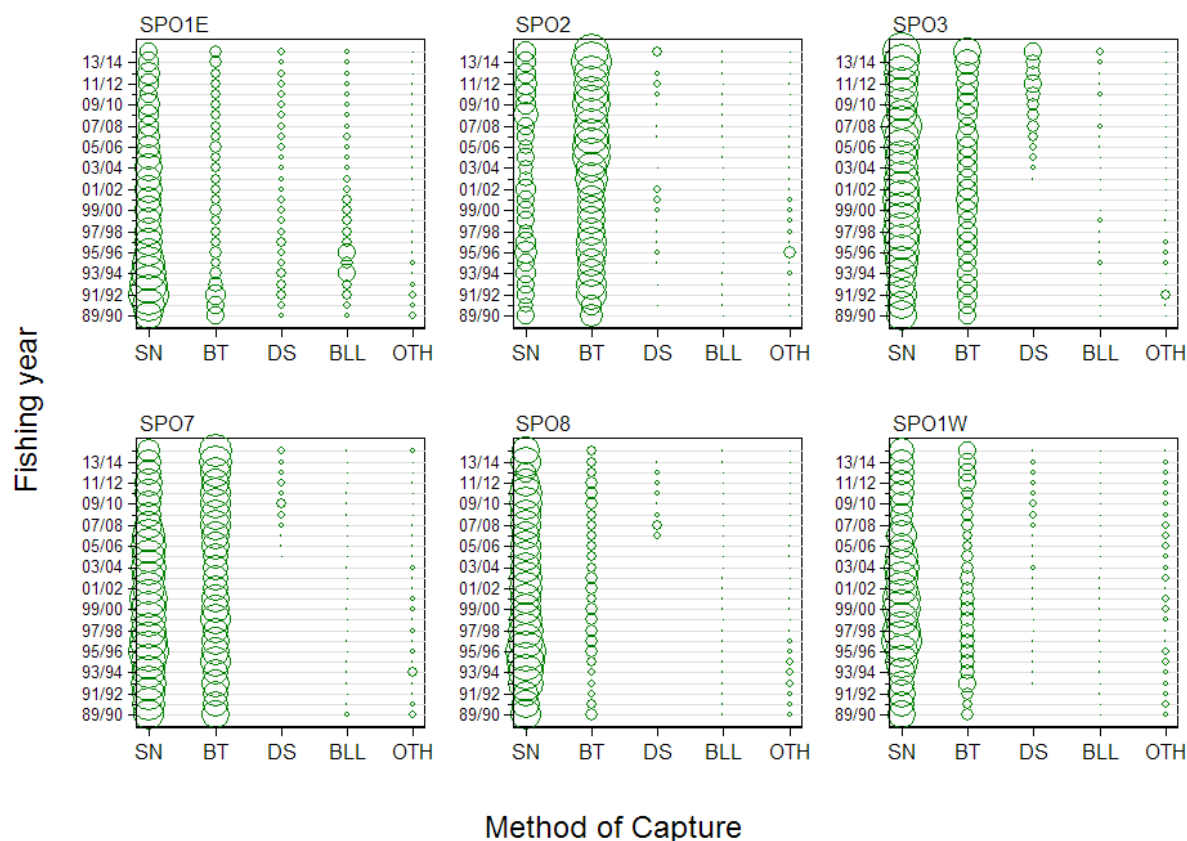 SPO1E SPO2 SPO3
13/14 13/14 13/14
11/12 11/12 11/12
09/10 09/10 09/10
07/08 07/08 07/08
05/06 05/06 05/06
03/04 03/04 03/04
01/02 01/02 01/02
99/00 99/00 99/00
97/98 97/98 97/98
95/96 95/96 95/96
93/94 93/94 93/94
91/92 91/92 91/92
89/90 89/90 89/90
SN BT DS BLL OTH SN BT DS BLL OTH SN BT DS BLL OTH
Fishing year
SPO7 SPO8 SPO1W
13/14 13/14 13/14
11/12 11/12 11/12
09/10 09/10 09/10
07/08 07/08 07/08
05/06 05/06 05/06
03/04 03/04 03/04
01/02 01/02 01/02
99/00 99/00 99/00
97/98 97/98 97/98
95/96 95/96 95/96
93/94 93/94 93/94
91/92 91/92 91/92
89/90 89/90 89/90
SN BT DS BLL OTH SN BT DS BLL OTH SN BT DS BLL OTH
Method of Capture